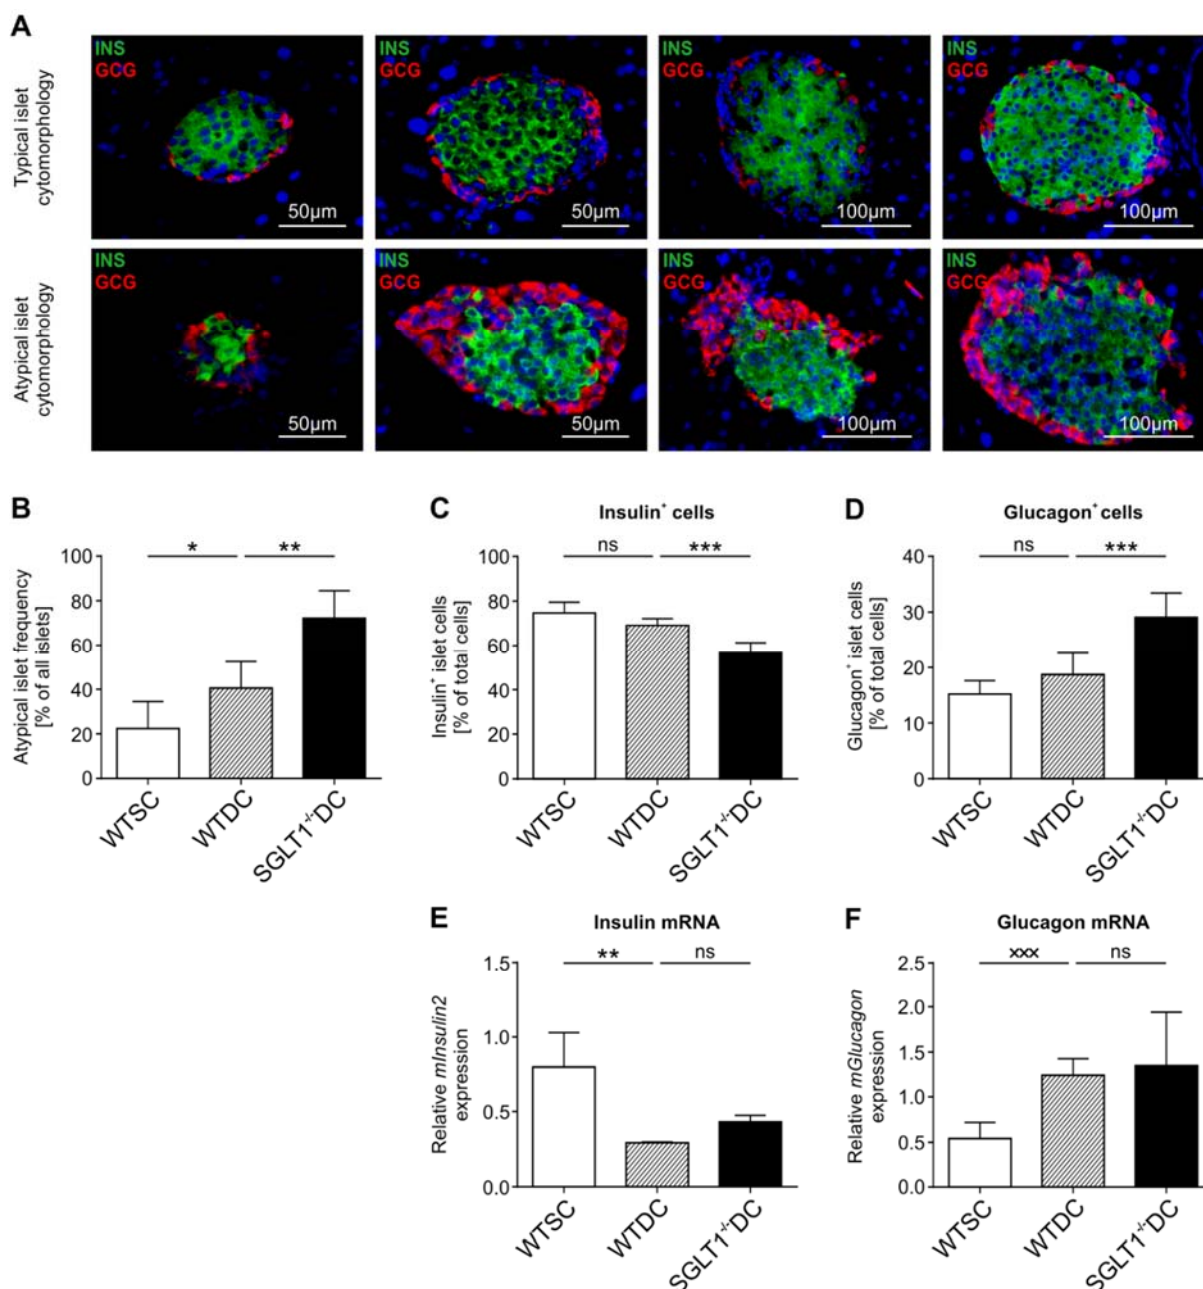 A
INS
GCG
INS
GCG
INS
GCG
INS
GCG
Typical islet
cytomorphology
50µm
50µm
100µm
100µm
INS
GCG
INS
GCG
INS
GCG
INS
GCG
Atypical islet
cytomorphology
50µm
50µm
100µm
100µm
B
Atypical islet frequency
[% of all islets]
100
80
60
40
20
0
*
**
WTSC
WTDC
SGLT1⁻/⁻DC
C
Insulin⁺ cells
Insulin⁺ islet cells
[% of total cells]
100
80
60
40
20
0
ns
***
WTSC
WTDC
SGLT1⁻/⁻DC
D
Glucagon⁺ cells
Glucagon⁺ islet cells
[% of total cells]
40
30
20
10
0
ns
***
WTSC
WTDC
SGLT1⁻/⁻DC
E
Insulin mRNA
Relative mInsulin2
expression
1.5
1.0
0.5
0.0
**
ns
WTSC
WTDC
SGLT1⁻/⁻DC
F
Glucagon mRNA
Relative mGlucagon
expression
2.5
2.0
1.5
1.0
0.5
0.0
xxx
ns
WTSC
WTDC
SGLT1⁻/⁻DC